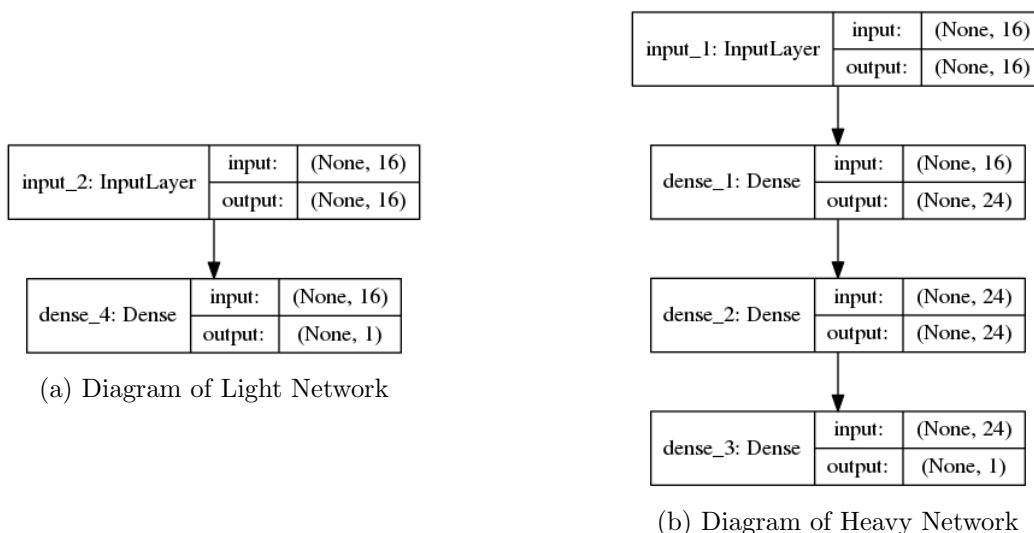 input_2: InputLayer
input: (None, 16)
output: (None, 16)
dense_4: Dense
input: (None, 16)
output: (None, 1)
(a) Diagram of Light Network
input_1: InputLayer
input: (None, 16)
output: (None, 16)
dense_1: Dense
input: (None, 16)
output: (None, 24)
dense_2: Dense
input: (None, 24)
output: (None, 24)
dense_3: Dense
input: (None, 24)
output: (None, 1)
(b) Diagram of Heavy Network